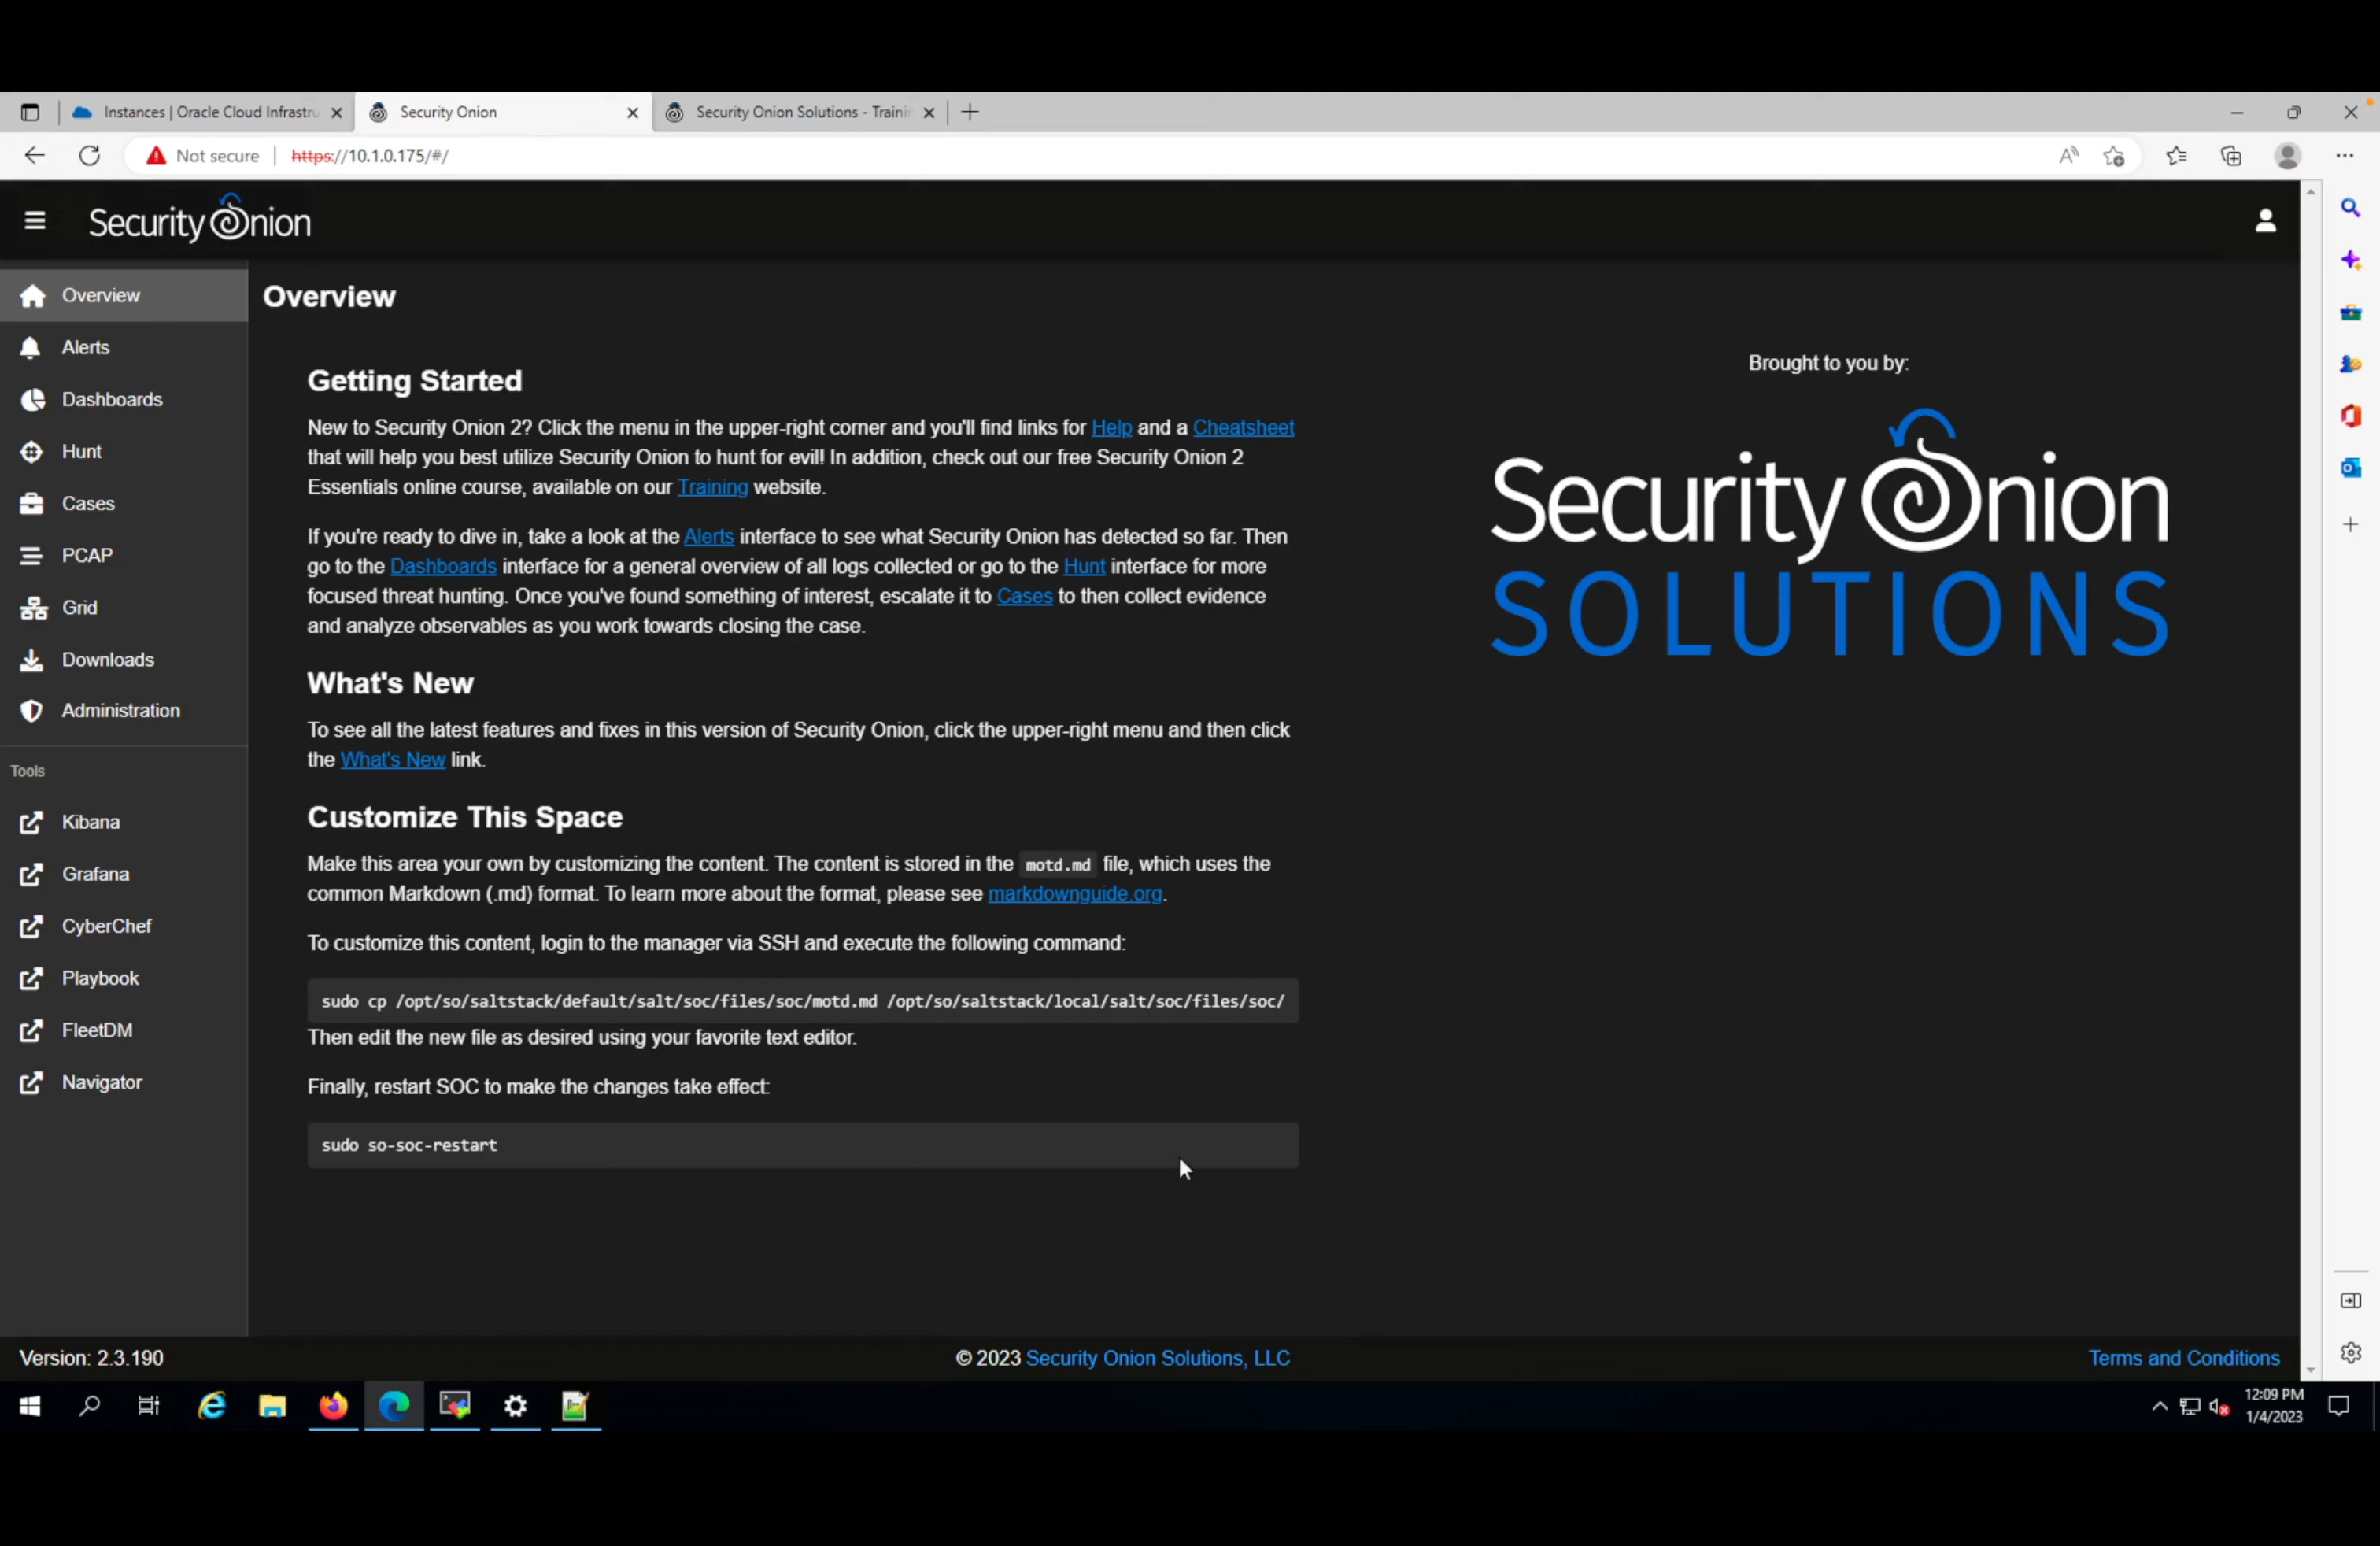 Instances | Oracle Cloud Infrastru
Security Onion
Security Onion Solutions - Trainin
Not secure
https://10.1.0.175/#/
Security Onion
Overview
Alerts
Dashboards
Hunt
Cases
PCAP
Grid
Downloads
Administration
Tools
Kibana
Grafana
CyberChef
Playbook
FleetDM
Navigator
Overview
Getting Started
New to Security Onion 2? Click the menu in the upper-right corner and you'll find links for Help and a Cheatsheet
that will help you best utilize Security Onion to hunt for evil! In addition, check out our free Security Onion 2
Essentials online course, available on our Training website.
If you're ready to dive in, take a look at the Alerts interface to see what Security Onion has detected so far. Then
go to the Dashboards interface for a general overview of all logs collected or go to the Hunt interface for more
focused threat hunting. Once you've found something of interest, escalate it to Cases to then collect evidence
and analyze observables as you work towards closing the case.
What's New
To see all the latest features and fixes in this version of Security Onion, click the upper-right menu and then click
the What's New link.
Customize This Space
Make this area your own by customizing the content. The content is stored in the motd.md file, which uses the
common Markdown (.md) format. To learn more about the format, please see markdownguide.org.
To customize this content, login to the manager via SSH and execute the following command:
sudo cp /opt/so/saltstack/default/salt/soc/files/soc/motd.md /opt/so/saltstack/local/salt/soc/files/soc/
Then edit the new file as desired using your favorite text editor.
Finally, restart SOC to make the changes take effect:
sudo so-soc-restart
Brought to you by:
Security Onion
SOLUTIONS
Version: 2.3.190
© 2023 Security Onion Solutions, LLC
Terms and Conditions
12:09 PM
1/4/2023